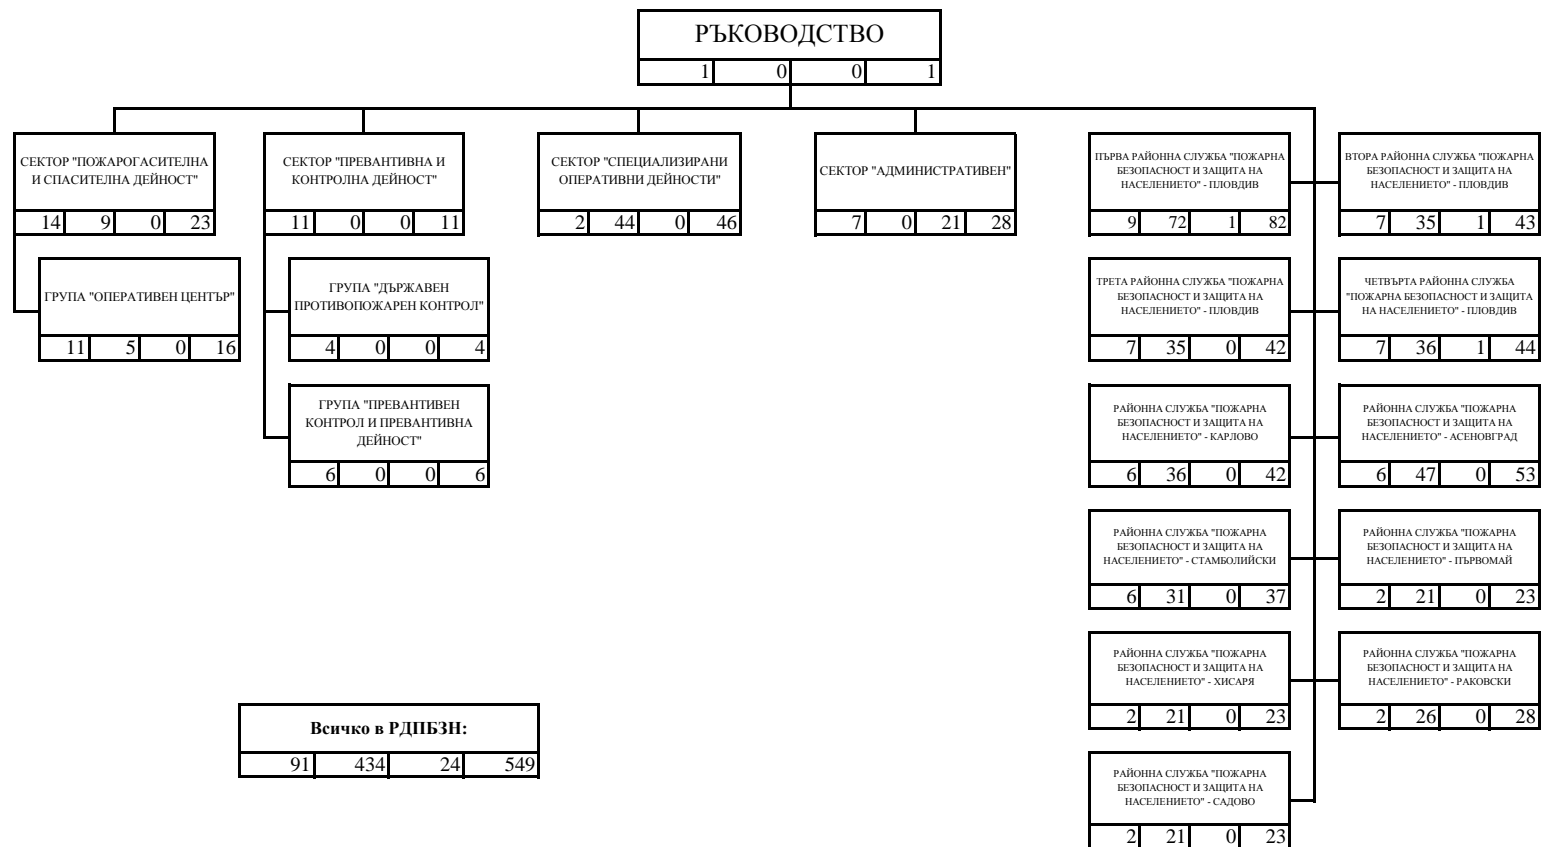 РЪКОВОДСТВО
1 0 0 1
СЕКТОР "ПОЖАРОГАСИТЕЛНА
И СПАСИТЕЛНА ДЕЙНОСТ"
14 9 0 23
ГРУПА "ОПЕРАТИВЕН ЦЕНТЪР"
11 5 0 16
СЕКТОР "ПРЕВАНТИВНА И
КОНТРОЛНА ДЕЙНОСТ"
11 0 0 11
ГРУПА "ДЪРЖАВЕН
ПРОТИВОПОЖАРЕН КОНТРОЛ"
4 0 0 4
ГРУПА "ПРЕВАНТИВЕН
КОНТРОЛ И ПРЕВАНТИВНА
ДЕЙНОСТ"
6 0 0 6
СЕКТОР "СПЕЦИАЛИЗИРАНИ
ОПЕРАТИВНИ ДЕЙНОСТИ"
2 44 0 46
СЕКТОР "АДМИНИСТРАТИВЕН"
7 0 21 28
ПЪРВА РАЙОННА СЛУЖБА "ПОЖАРНА
БЕЗОПАСНОСТ И ЗАЩИТА НА
НАСЕЛЕНИЕТО" - ПЛОВДИВ
9 72 1 82
ВТОРА РАЙОННА СЛУЖБА "ПОЖАРНА
БЕЗОПАСНОСТ И ЗАЩИТА НА
НАСЕЛЕНИЕТО" - ПЛОВДИВ
7 35 1 43
ТРЕТА РАЙОННА СЛУЖБА "ПОЖАРНА
БЕЗОПАСНОСТ И ЗАЩИТА НА
НАСЕЛЕНИЕТО" - ПЛОВДИВ
7 35 0 42
ЧЕТВЪРТА РАЙОННА СЛУЖБА
"ПОЖАРНА БЕЗОПАСНОСТ И ЗАЩИТА
НА НАСЕЛЕНИЕТО" - ПЛОВДИВ
7 36 1 44
РАЙОННА СЛУЖБА "ПОЖАРНА
БЕЗОПАСНОСТ И ЗАЩИТА НА
НАСЕЛЕНИЕТО" - КАРЛОВО
6 36 0 42
РАЙОННА СЛУЖБА "ПОЖАРНА
БЕЗОПАСНОСТ И ЗАЩИТА НА
НАСЕЛЕНИЕТО" - АСЕНОВГРАД
6 47 0 53
РАЙОННА СЛУЖБА "ПОЖАРНА
БЕЗОПАСНОСТ И ЗАЩИТА НА
НАСЕЛЕНИЕТО" - СТАМБОЛИЙСКИ
6 31 0 37
РАЙОННА СЛУЖБА "ПОЖАРНА
БЕЗОПАСНОСТ И ЗАЩИТА НА
НАСЕЛЕНИЕТО" - ПЪРВОМАЙ
2 21 0 23
РАЙОННА СЛУЖБА "ПОЖАРНА
БЕЗОПАСНОСТ И ЗАЩИТА НА
НАСЕЛЕНИЕТО" - ХИСАРЯ
2 21 0 23
РАЙОННА СЛУЖБА "ПОЖАРНА
БЕЗОПАСНОСТ И ЗАЩИТА НА
НАСЕЛЕНИЕТО" - РАКОВСКИ
2 26 0 28
РАЙОННА СЛУЖБА "ПОЖАРНА
БЕЗОПАСНОСТ И ЗАЩИТА НА
НАСЕЛЕНИЕТО" - САДОВО
2 21 0 23
Всичко в РДПБЗН:
91 434 24 549